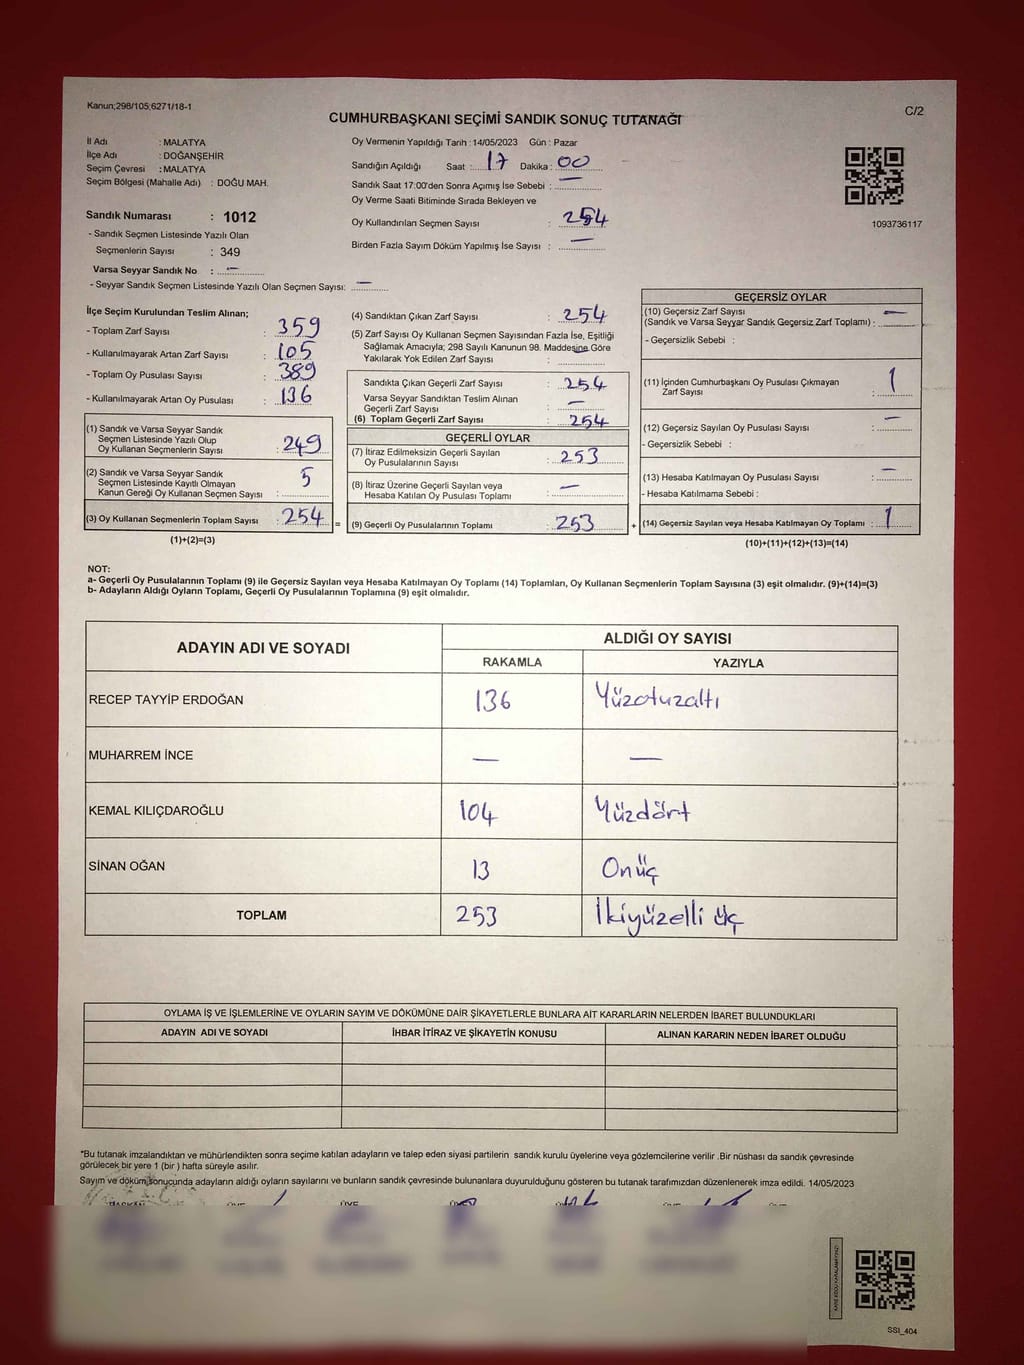 Kanun;298/105;6271/18-1
C/2
CUMHURBAŞKANI SEÇİMİ SANDIK SONUÇ TUTANAĞI
İl Adı : MALATYA
İlçe Adı : DOĞANŞEHİR
Seçim Çevresi : MALATYA
Seçim Bölgesi (Mahalle Adı) : DOĞU MAH.
Sandık Numarası : 1012
- Sandık Seçmen Listesinde Yazılı Olan
Seçmenlerin Sayısı : 349
Varsa Seyyar Sandık No : —
- Seyyar Sandık Seçmen Listesinde Yazılı Olan Seçmen Sayısı: —
Oy Vermenin Yapıldığı Tarih : 14/05/2023 Gün : Pazar
Sandığın Açıldığı Saat : 17 Dakika : 00
Sandık Saat 17:00'den Sonra Açımış İse Sebebi : —
Oy Verme Saati Bitiminde Sırada Bekleyen ve
Oy Kullandırılan Seçmen Sayısı : 254
Birden Fazla Sayım Döküm Yapılmış İse Sayısı : —
1093736117
İlçe Seçim Kurulundan Teslim Alınan;
- Toplam Zarf Sayısı : 359
- Kullanılmayarak Artan Zarf Sayısı : 105
- Toplam Oy Pusulası Sayısı : 389
- Kullanılmayarak Artan Oy Pusulası : 136
(1) Sandık ve Varsa Seyyar Sandık
Seçmen Listesinde Yazılı Olup
Oy Kullanan Seçmenlerin Sayısı : 249
(2) Sandık ve Varsa Seyyar Sandık
Seçmen Listesinde Kayıtlı Olmayan
Kanun Gereği Oy Kullanan Seçmen Sayısı : 5
(3) Oy Kullanan Seçmenlerin Toplam Sayısı : 254 =
(1)+(2)=(3)
(4) Sandıktan Çıkan Zarf Sayısı : 254
(5) Zarf Sayısı Oy Kullanan Seçmen Sayısından Fazla İse, Eşitliği
Sağlamak Amacıyla; 298 Sayılı Kanunun 98. Maddesine Göre
Yakılarak Yok Edilen Zarf Sayısı :
Sandıkta Çıkan Geçerli Zarf Sayısı : 254
Varsa Seyyar Sandıktan Teslim Alınan
Geçerli Zarf Sayısı : —
(6) Toplam Geçerli Zarf Sayısı : 254
GEÇERLİ OYLAR
(7) İtiraz Edilmeksizin Geçerli Sayılan
Oy Pusulalarının Sayısı : 253
(8) İtiraz Üzerine Geçerli Sayılan veya
Hesaba Katılan Oy Pusulası Toplamı : —
(9) Geçerli Oy Pusulalarının Toplamı : 253 +
GEÇERSİZ OYLAR
(10) Geçersiz Zarf Sayısı
(Sandık ve Varsa Seyyar Sandık Geçersiz Zarf Toplamı) : —
- Geçersizlik Sebebi :
(11) İçinden Cumhurbaşkanı Oy Pusulası Çıkmayan
Zarf Sayısı : 1
(12) Geçersiz Sayılan Oy Pusulası Sayısı : —
- Geçersizlik Sebebi :
(13) Hesaba Katılmayan Oy Pusulası Sayısı : —
- Hesaba Katılmama Sebebi :
(14) Geçersiz Sayılan veya Hesaba Katılmayan Oy Toplamı : 1
(10)+(11)+(12)+(13)=(14)
NOT:
a- Geçerli Oy Pusulalarının Toplamı (9) ile Geçersiz Sayılan veya Hesaba Katılmayan Oy Toplamı (14) Toplamları, Oy Kullanan Seçmenlerin Toplam Sayısına (3) eşit olmalıdır. (9)+(14)=(3)
b- Adayların Aldığı Oyların Toplamı, Geçerli Oy Pusulalarının Toplamına (9) eşit olmalıdır.
ADAYIN ADI VE SOYADI
ALDIĞI OY SAYISI
RAKAMLA YAZIYLA
RECEP TAYYİP ERDOĞAN 136 Yüzotuzaltı
MUHARREM İNCE — —
KEMAL KILIÇDAROĞLU 104 Yüzdört
SİNAN OĞAN 13 Onüç
TOPLAM 253 İkiyüzelli üç
OYLAMA İŞ VE İŞLEMLERİNE VE OYLARIN SAYIM VE DÖKÜMÜNE DAİR ŞİKAYETLERLE BUNLARA AİT KARARLARIN NELERDEN İBARET BULUNDUKLARI
ADAYIN ADI VE SOYADI İHBAR İTİRAZ VE ŞİKAYETİN KONUSU ALINAN KARARIN NEDEN İBARET OLDUĞU
*Bu tutanak imzalandıktan ve mühürlendikten sonra seçime katılan adayların ve talep eden siyasi partilerin sandık kurulu üyelerine veya gözlemcilerine verilir .Bir nüshası da sandık çevresinde
görülecek bir yere 1 (bir ) hafta süreyle asılır.
Sayım ve döküm sonucunda adayların aldığı oyların sayılarını ve bunların sandık çevresinde bulunanlara duyurulduğunu gösteren bu tutanak tarafımızdan düzenlenerek imza edildi. 14/05/2023
SSI_404